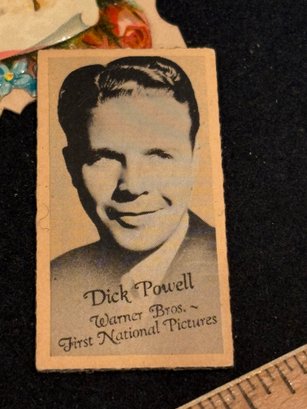 Dick Powell
Warner Bros. ~
First National Pictures